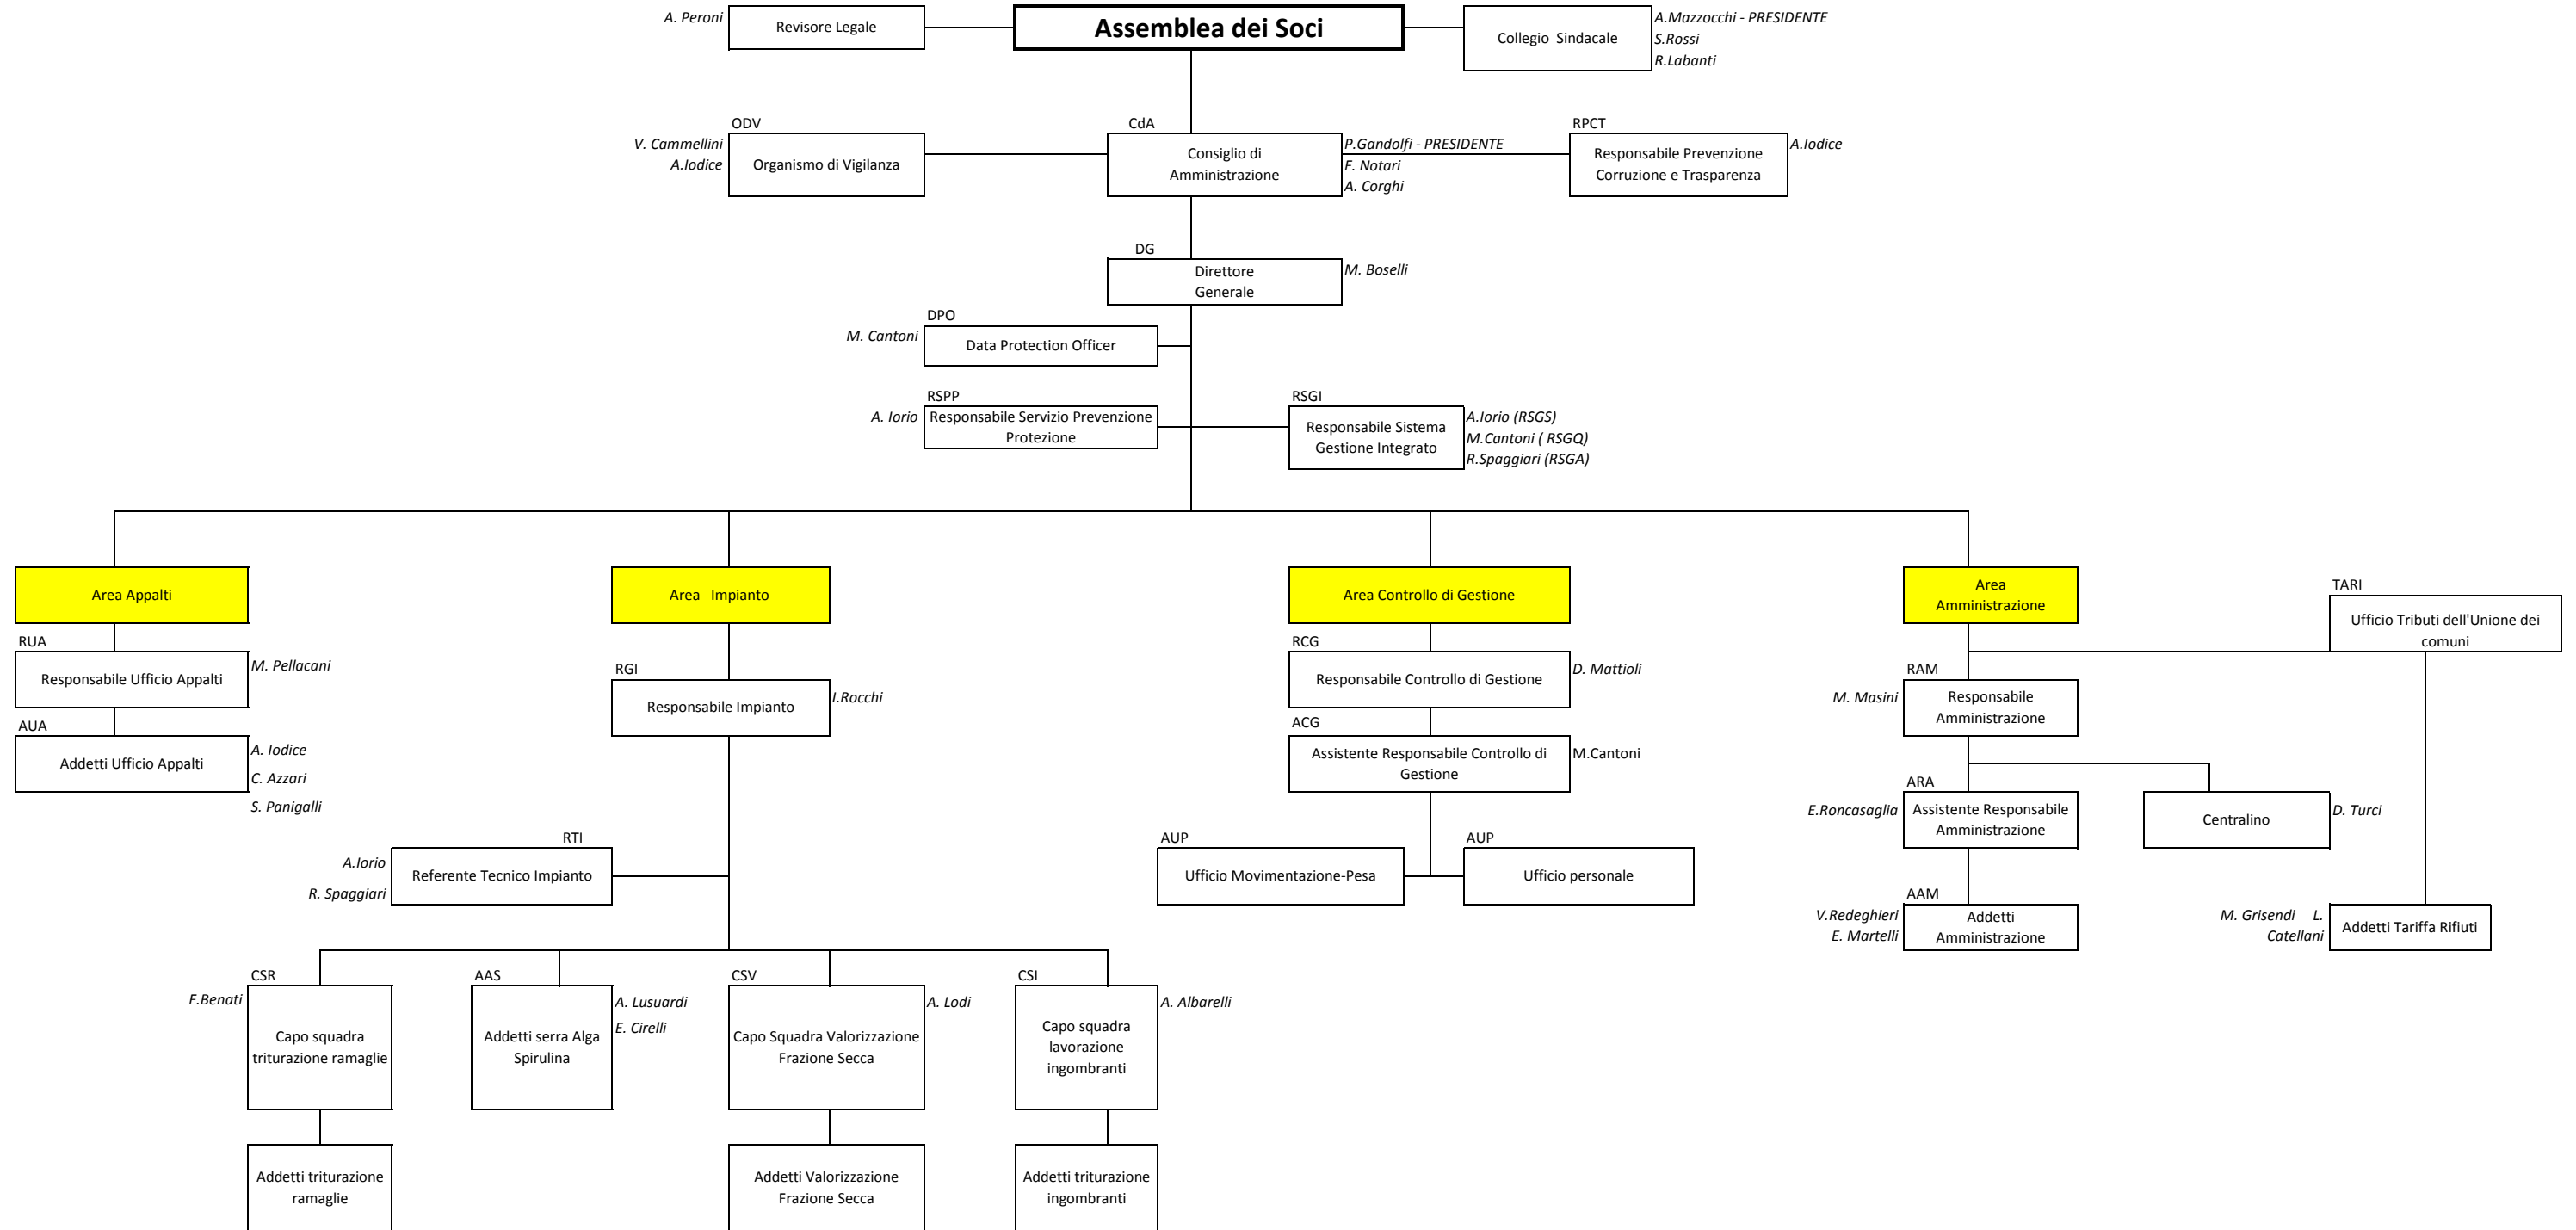 A. Peroni
Revisore Legale
Assemblea dei Soci
Collegio  Sindacale
A.Mazzocchi - PRESIDENTE
S.Rossi
R.Labanti
ODV
V. Cammellini
A.Iodice
Organismo di Vigilanza
CdA
Consiglio di
Amministrazione
P.Gandolfi - PRESIDENTE
F. Notari
A. Corghi
RPCT
Responsabile Prevenzione
Corruzione e Trasparenza
A.Iodice
DG
Direttore
Generale
M. Boselli
DPO
M. Cantoni
Data Protection Officer
RSPP
A. Iorio
Responsabile Servizio Prevenzione
Protezione
RSGI
Responsabile Sistema
Gestione Integrato
A.Iorio (RSGS)
M.Cantoni ( RSGQ)
R.Spaggiari (RSGA)
Area Appalti
Area   Impianto
Area Controllo di Gestione
Area
Amministrazione
TARI
Ufficio Tributi dell'Unione dei
comuni
RUA
Responsabile Ufficio Appalti
M. Pellacani
RGI
Responsabile Impianto
I.Rocchi
RCG
Responsabile Controllo di Gestione
D. Mattioli
RAM
M. Masini
Responsabile
Amministrazione
AUA
Addetti Ufficio Appalti
A. Iodice
C. Azzari
S. Panigalli
ACG
Assistente Responsabile Controllo di
Gestione
M.Cantoni
ARA
E.Roncasaglia
Assistente Responsabile
Amministrazione
Centralino
D. Turci
RTI
A.Iorio
R. Spaggiari
Referente Tecnico Impianto
AUP
Ufficio Movimentazione-Pesa
AUP
Ufficio personale
AAM
V.Redeghieri
E. Martelli
Addetti
Amministrazione
M. Grisendi    L.
Catellani
Addetti Tariffa Rifiuti
CSR
F.Benati
Capo squadra
triturazione ramaglie
AAS
Addetti serra Alga
Spirulina
A. Lusuardi
E. Cirelli
CSV
Capo Squadra Valorizzazione
Frazione Secca
A. Lodi
CSI
Capo squadra
lavorazione
ingombranti
A. Albarelli
Addetti triturazione
ramaglie
Addetti Valorizzazione
Frazione Secca
Addetti triturazione
ingombranti